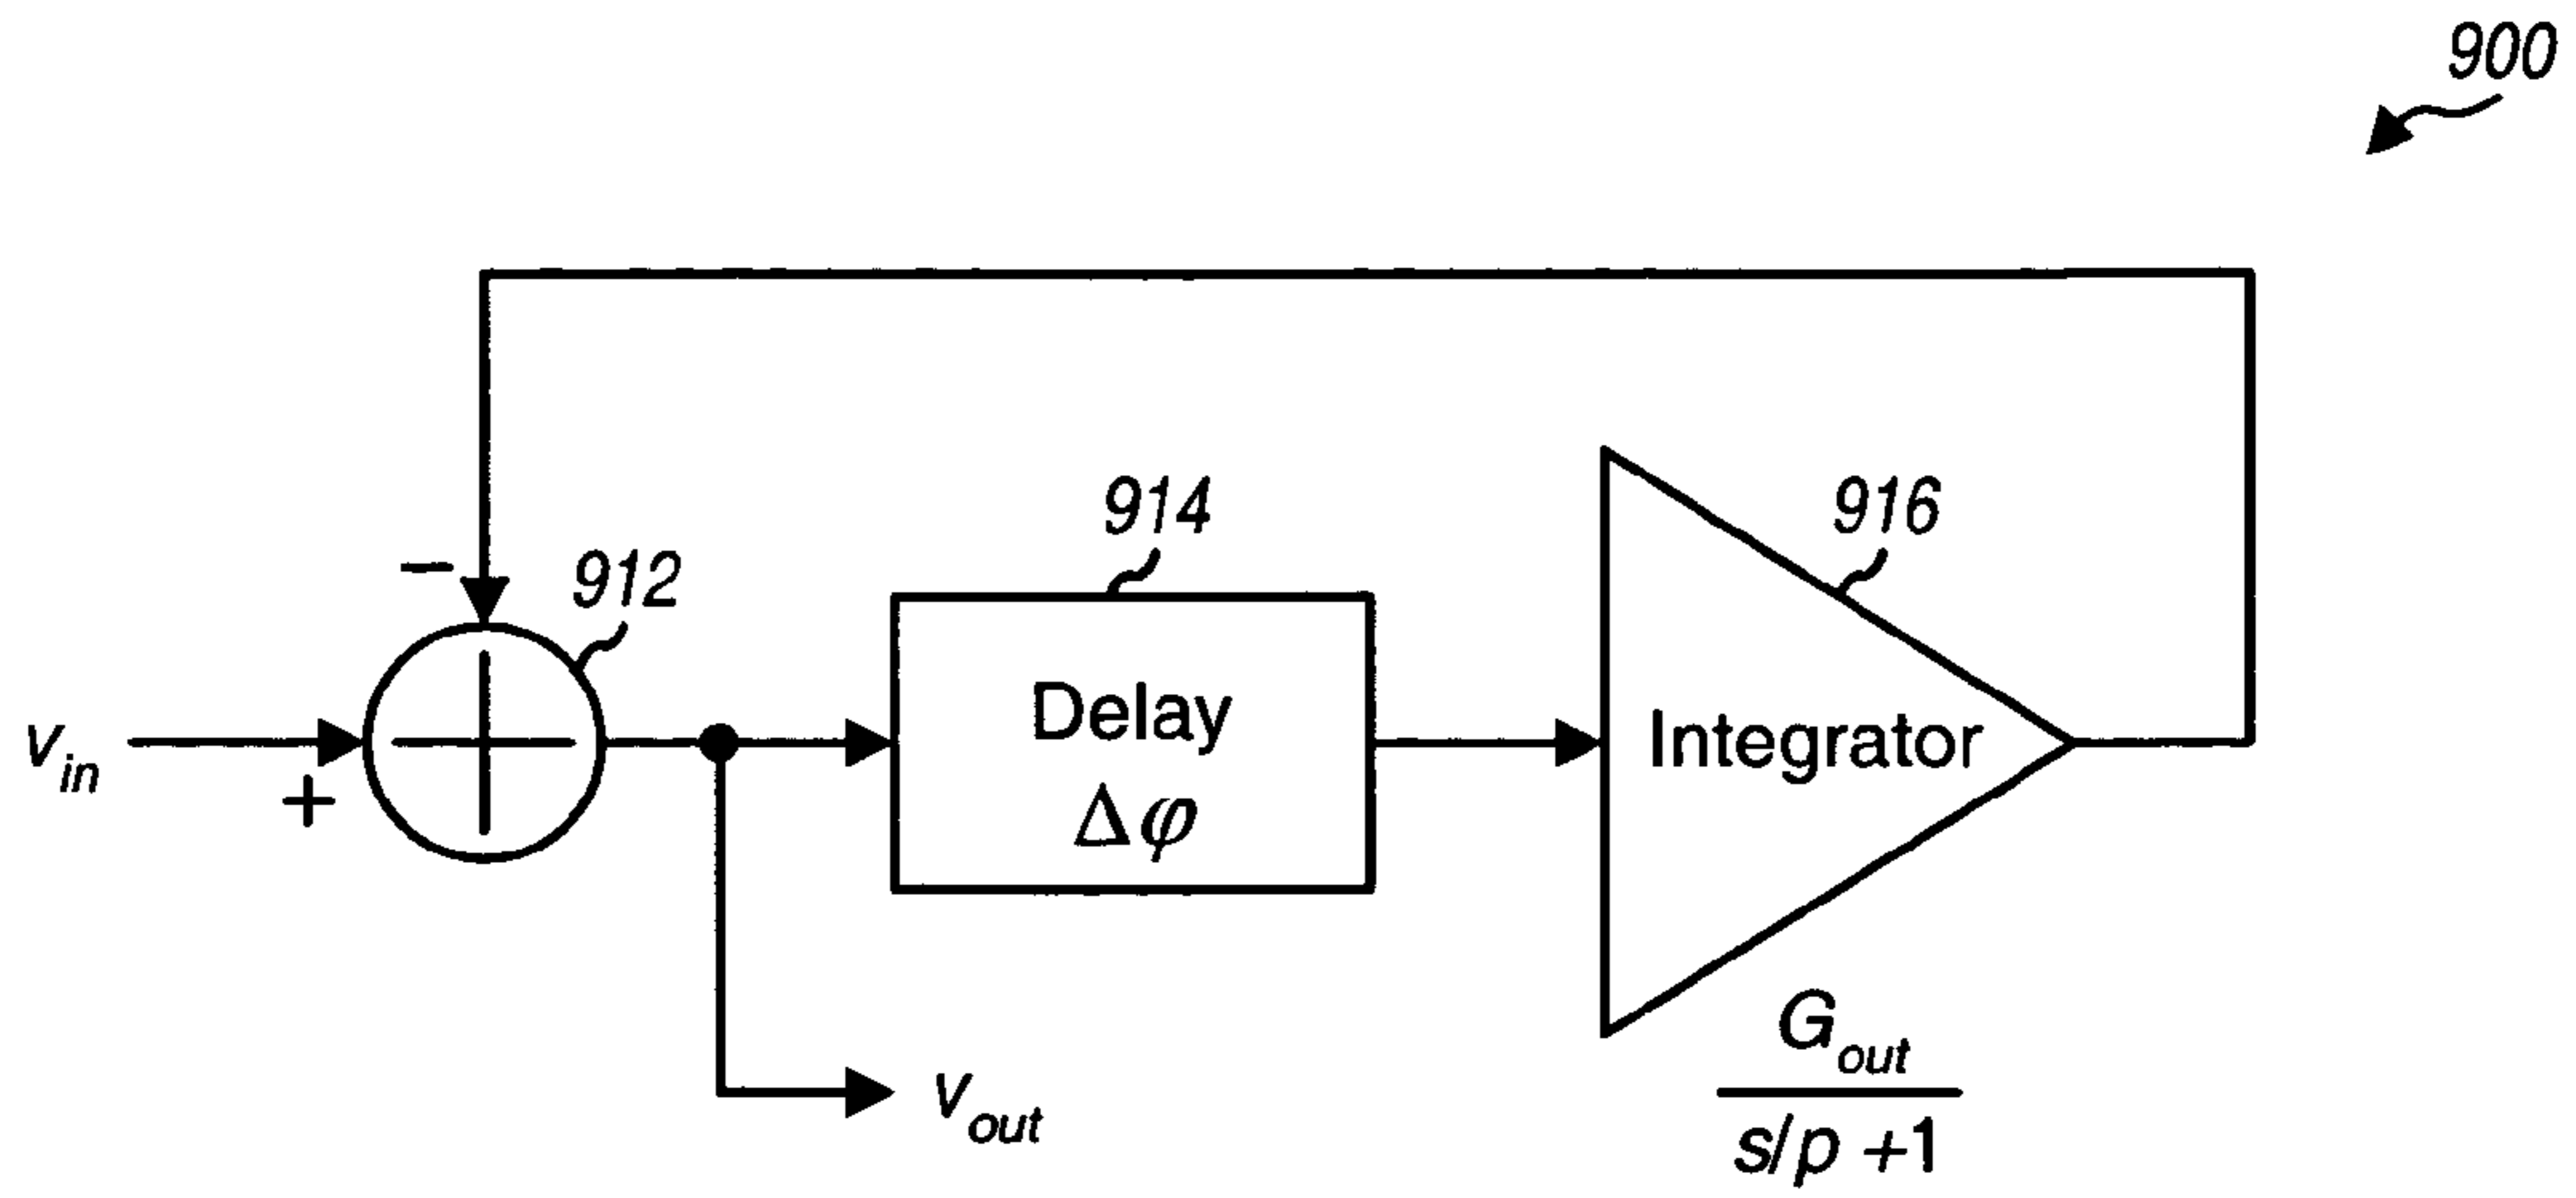 900
914
916
−
912
Delay
Δφ
Integrator
v_in
+
G_out
s/p +1
v_out